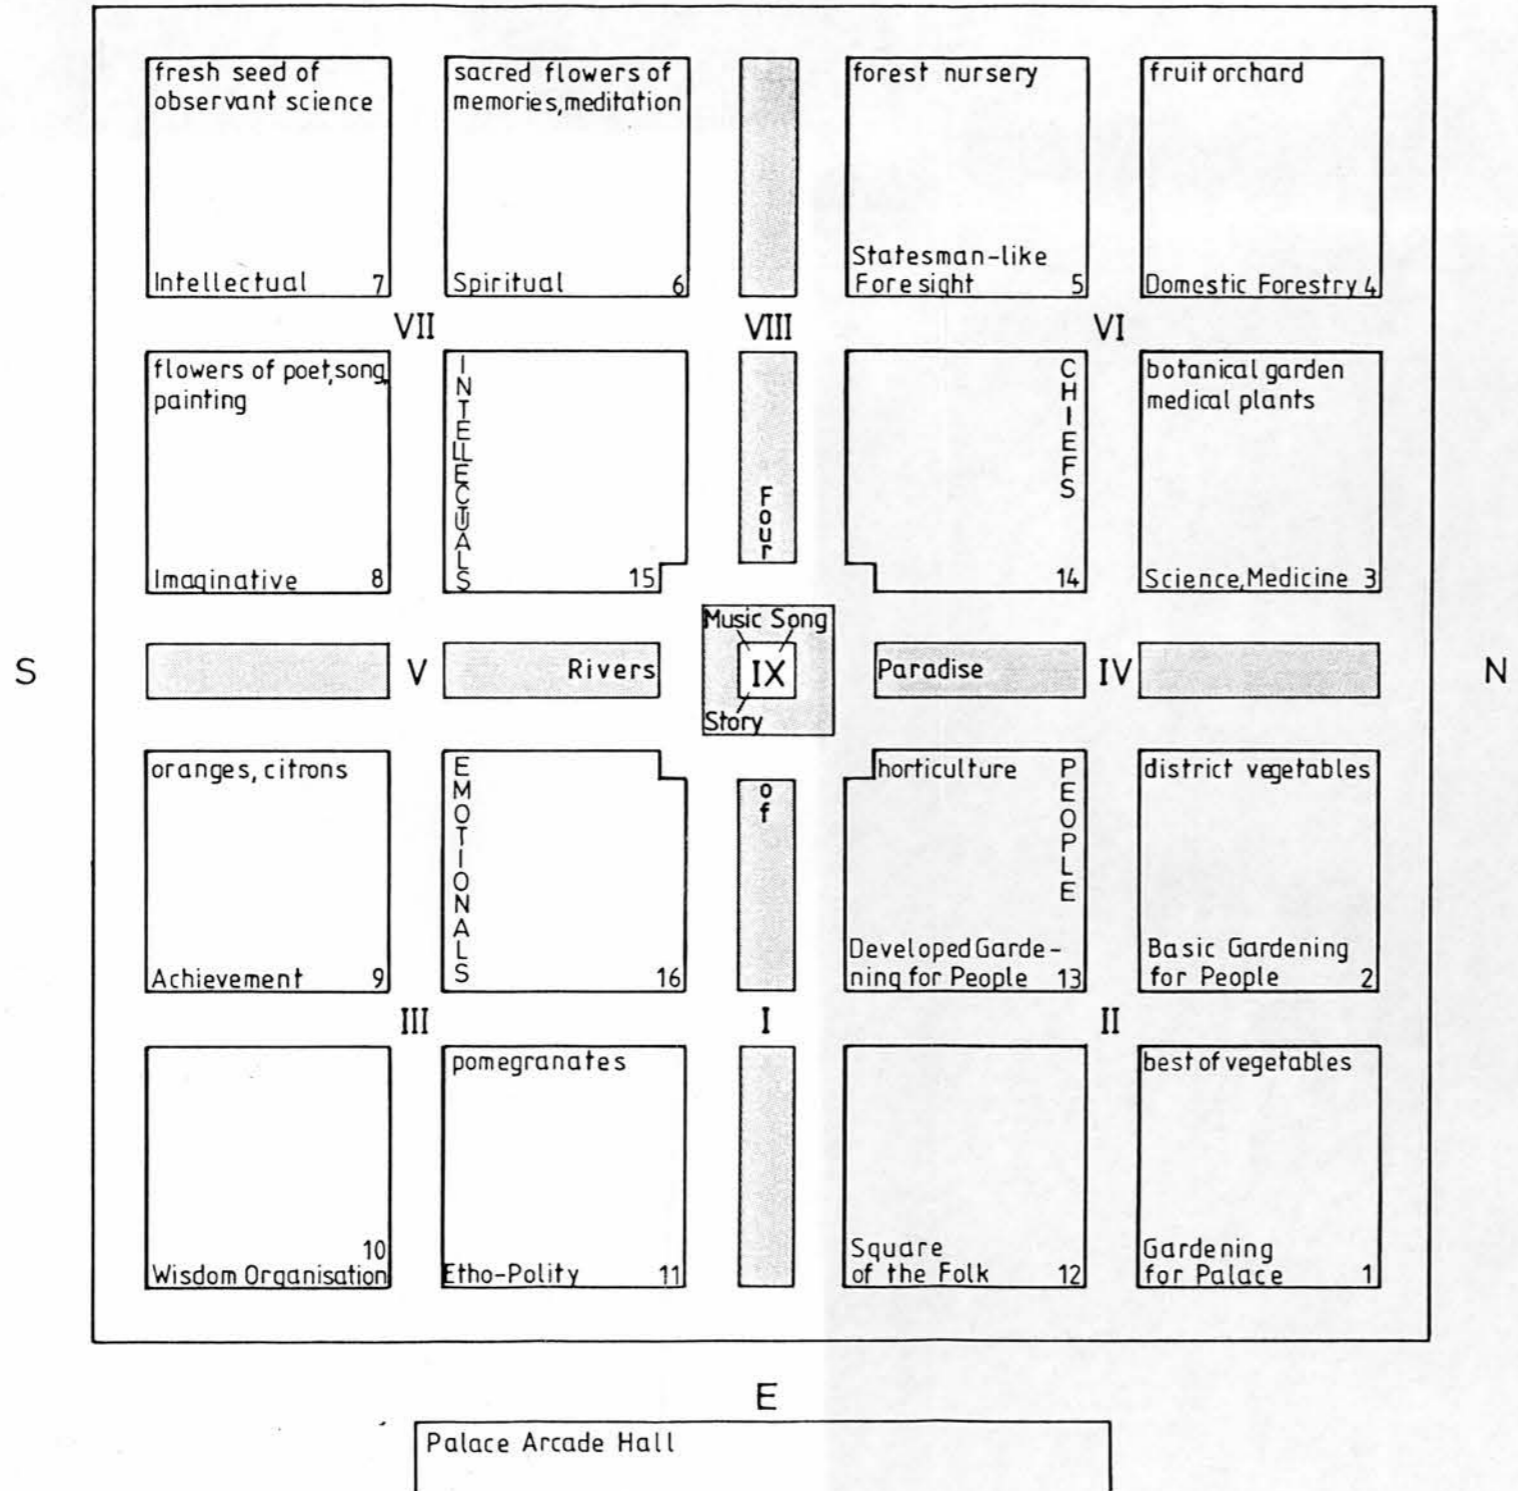 fresh seed of
observant science
Intellectual 7
sacred flowers of
memories, meditation
Spiritual 6
forest nursery
Statesman-like
Foresight 5
fruit orchard
Domestic Forestry 4
VII
VIII
VI
flowers of poet, song,
painting
Imaginative 8
INTELLECTUALS
15
Four
CHIEFS
14
botanical garden
medical plants
Science, Medicine 3
S
V
Rivers
Music Song
IX
Story
Paradise
IV
N
oranges, citrons
Achievement 9
EMOTIONALS
16
of
horticulture
PEOPLE
Developed Garde-
ning for People 13
district vegetables
Basic Gardening
for People 2
III
I
II
10
Wisdom Organisation
pomegranates
Etho-Polity 11
Square
of the Folk 12
best of vegetables
Gardening
for Palace 1
E
Palace Arcade Hall